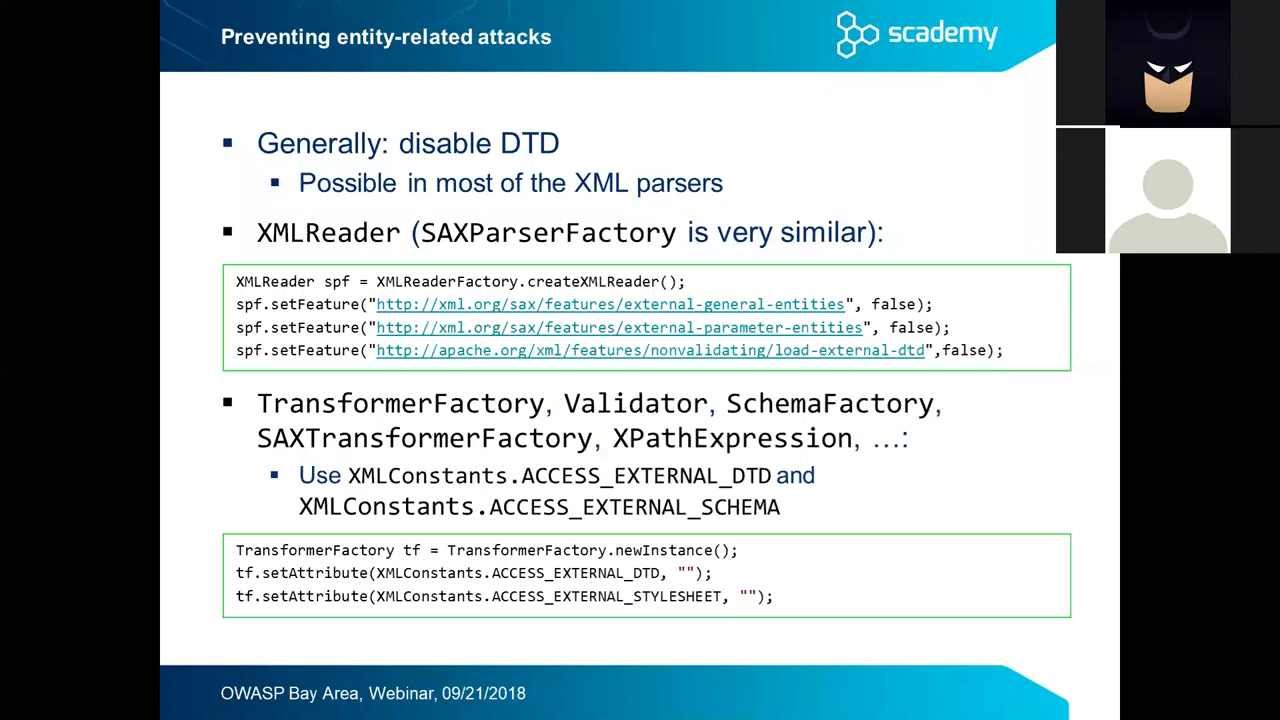 Preventing entity-related attacks
scademy
Generally: disable DTD
Possible in most of the XML parsers
XMLReader (SAXParserFactory is very similar):
XMLReader spf = XMLReaderFactory.createXMLReader();
spf.setFeature("http://xml.org/sax/features/external-general-entities", false);
spf.setFeature("http://xml.org/sax/features/external-parameter-entities", false);
spf.setFeature("http://apache.org/xml/features/nonvalidating/load-external-dtd",false);
TransformerFactory, Validator, SchemaFactory,
SAXTransformerFactory, XPathExpression, …:
Use XMLConstants.ACCESS_EXTERNAL_DTD and
XMLConstants.ACCESS_EXTERNAL_SCHEMA
TransformerFactory tf = TransformerFactory.newInstance();
tf.setAttribute(XMLConstants.ACCESS_EXTERNAL_DTD, "");
tf.setAttribute(XMLConstants.ACCESS_EXTERNAL_STYLESHEET, "");
OWASP Bay Area, Webinar, 09/21/2018